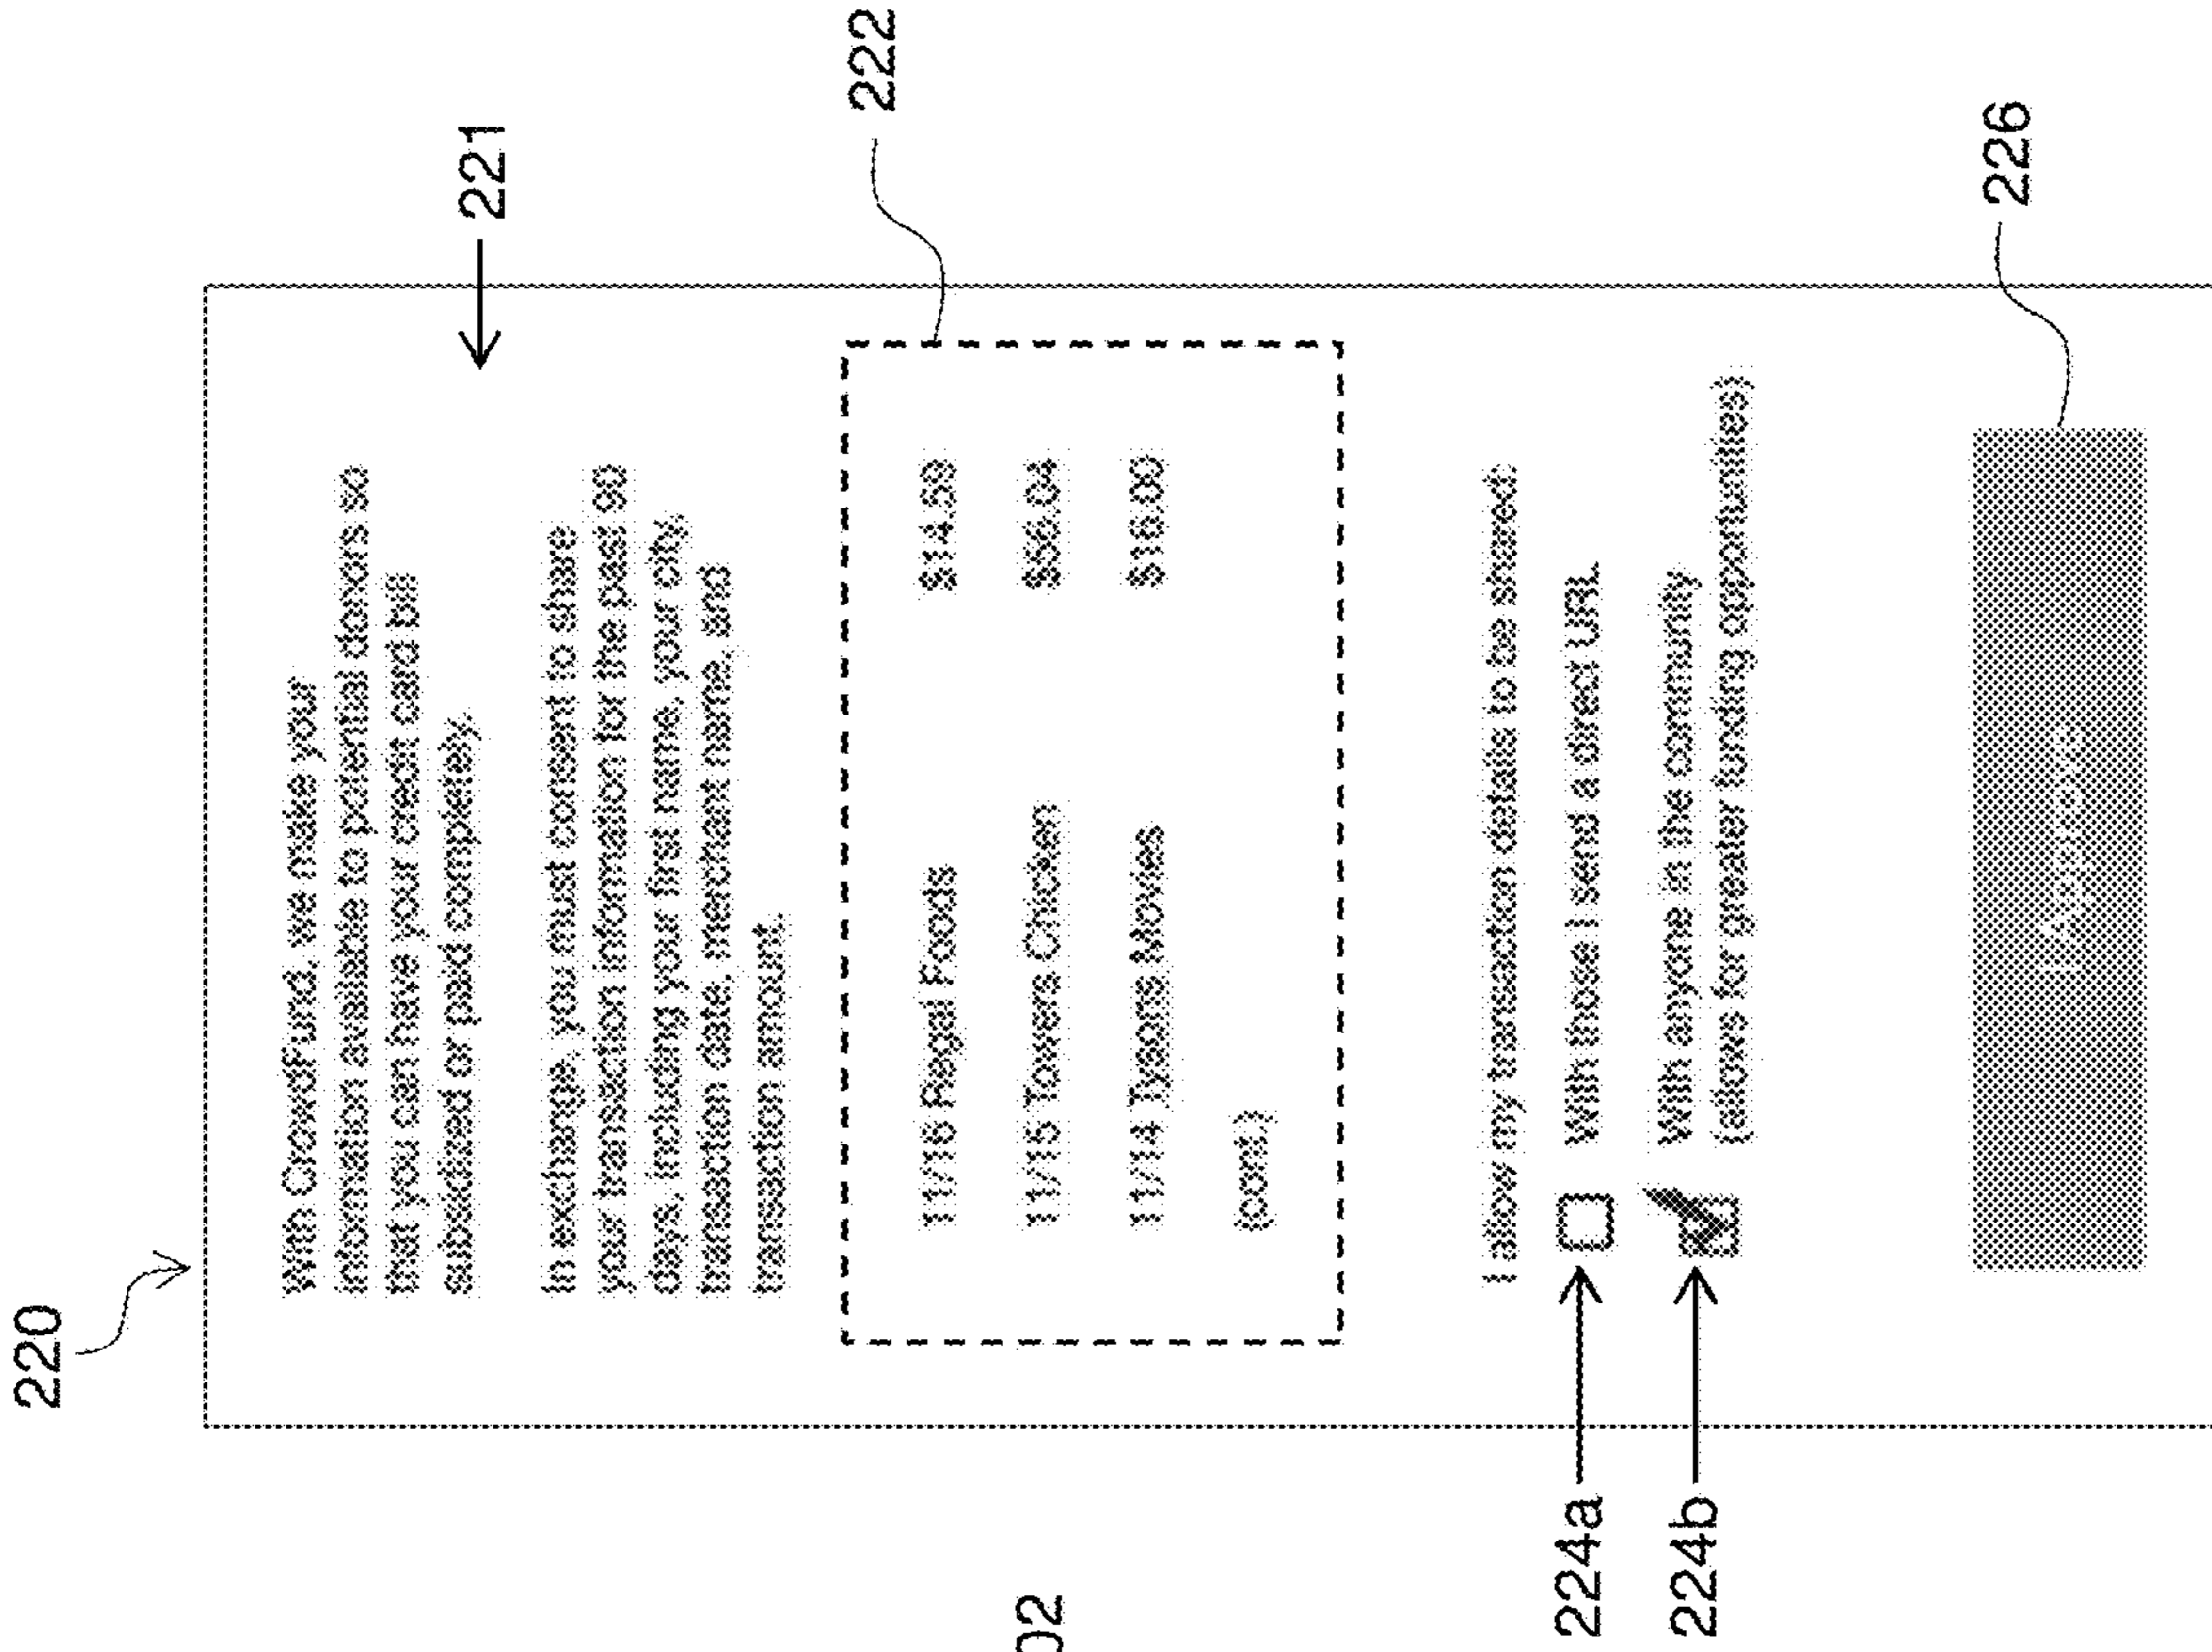 220
With CrowdFund, we make your
information available to potential donors so
that you can have your credit card bill
subsidized or paid completely.
221
In exchange, you must consent to share
your transaction information for the past 60
days, including your first name, your city,
transaction date, merchant name, and
transaction amount.
222
11/16 Regal Foods $14.59
11/15 Towers Chicken $56.04
11/14 Tysons Movies $16.00
(cont.)
I allow my transaction details to be shared:
224a
With those I send a direct URL
224b
With anyone in the community
(allows for greater funding opportunities)
I Approve
226
02